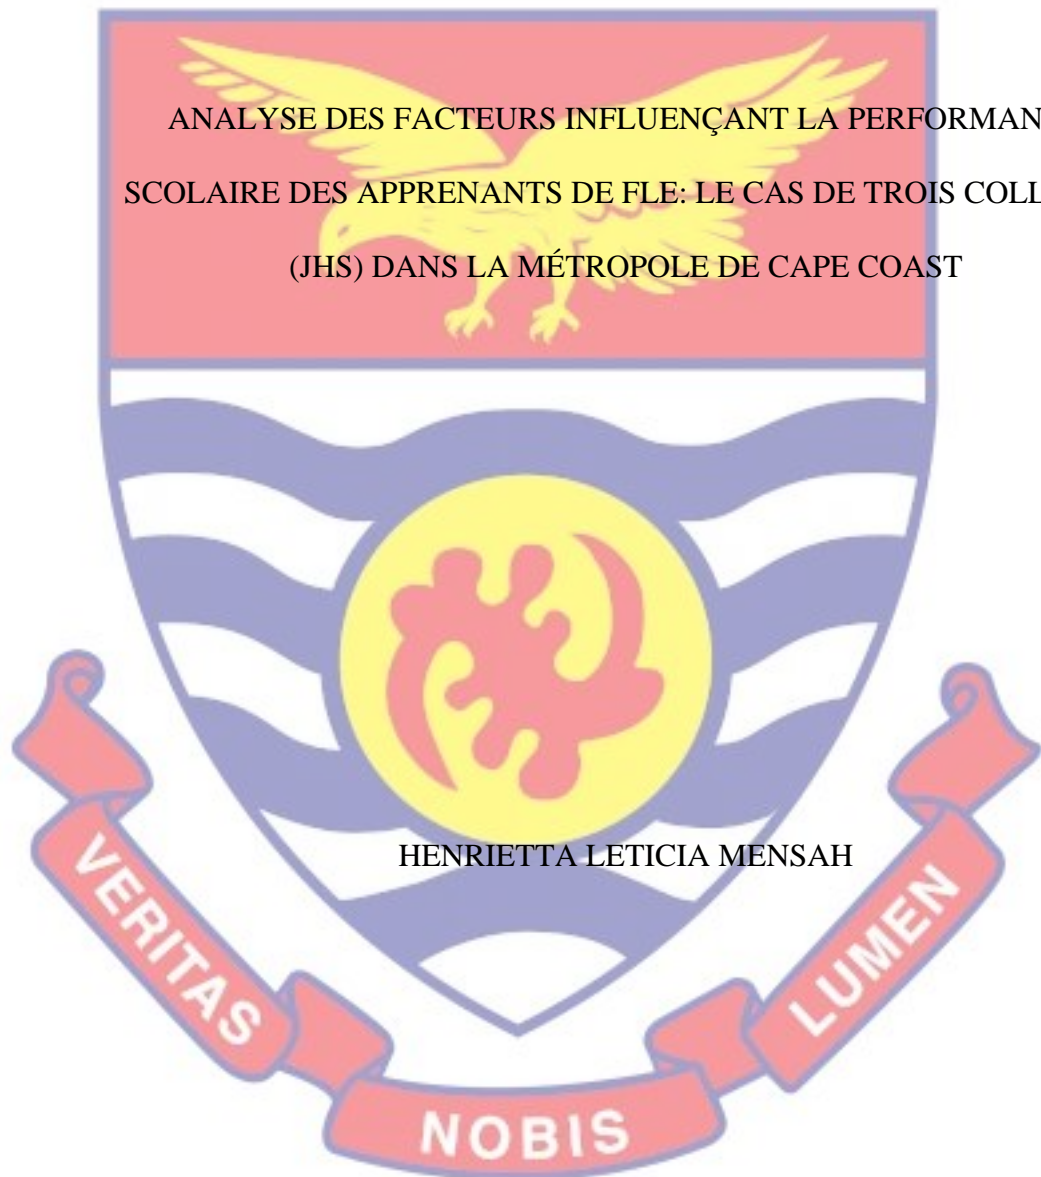 ANALYSE DES FACTEURS INFLUENÇANT LA PERFORMAN
SCOLAIRE DES APPRENANTS DE FLE: LE CAS DE TROIS COLL
(JHS) DANS LA MÉTROPOLE DE CAPE COAST
HENRIETTA LETICIA MENSAH
VERITAS
NOBIS
LUMEN